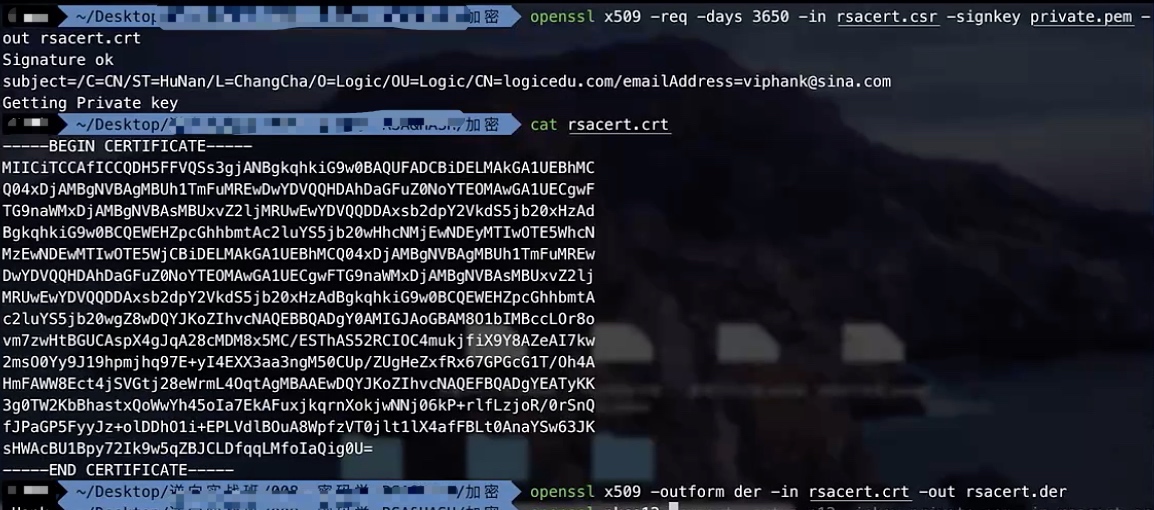 ~/Desktop 加密 openssl x509 -req -days 3650 -in rsacert.csr -signkey private.pem -
out rsacert.crt
Signature ok
subject=/C=CN/ST=HuNan/L=ChangCha/O=Logic/OU=Logic/CN=logicedu.com/emailAddress=viphank@sina.com
Getting Private key
~/Desktop/ /加密 cat rsacert.crt
-----BEGIN CERTIFICATE-----
MIICiTCCAfICCQDH5FFVQSs3gjANBgkqhkiG9w0BAQUFADCBiDELMAkGA1UEBhMC
Q04xDjAMBgNVBAgMBUh1TmFuMREwDwYDVQQHDAhDaGFuZ0NoYTEOMAwGA1UECgwF
TG9naWMxDjAMBgNVBAsMBUxvZ2ljMRUwEwYDVQQDDAxsb2dpY2VkdS5jb20xHzAd
BgkqhkiG9w0BCQEWEHZpcGhhbmtAc2luYS5jb20wHhcNMjEwNDEyMTIwOTE5WhcN
MzEwNDEwMTIwOTE5WjCBiDELMAkGA1UEBhMCQ04xDjAMBgNVBAgMBUh1TmFuMREw
DwYDVQQHDAhDaGFuZ0NoYTEOMAwGA1UECgwFTG9naWMxDjAMBgNVBAsMBUxvZ2lj
MRUwEwYDVQQDDAxsb2dpY2VkdS5jb20xHzAdBgkqhkiG9w0BCQEWEHZpcGhhbmtA
c2luYS5jb20wgZ8wDQYJKoZIhvcNAQEBBQADgY0AMIGJAoGBAM8O1bIMBccLOr8o
vm7zwHtBGUCAspX4gJqA28cMDM8x5MC/ESThAS52RCIOC4mukjfiX9Y8AZeAI7kw
2msO0Yy9J19hpmjhq97E+yI4EXX3aa3ngM50CUp/ZUgHeZxfRx67GPGcG1T/Oh4A
HmFAWW8Ect4jSVGtj28eWrmL4OqtAgMBAAEwDQYJKoZIhvcNAQEFBQADgYEATyKK
3g0TW2KbBhastxQoWwYh45oIa7EkAFuxjkqrnXokjwNNj06kP+rlfLzjoR/0rSnQ
fJPaGP5FyyJz+olDDhO1i+EPLVdlBOuA8WpfzVT0jlt1lX4afFBLt0AnaYSw63JK
sHWAcBU1Bpy72Ik9w5qZBJCLDfqqLMfoIaQig0U=
-----END CERTIFICATE-----
~/Desktop/ /加密 openssl x509 -outform der -in rsacert.crt -out rsacert.der